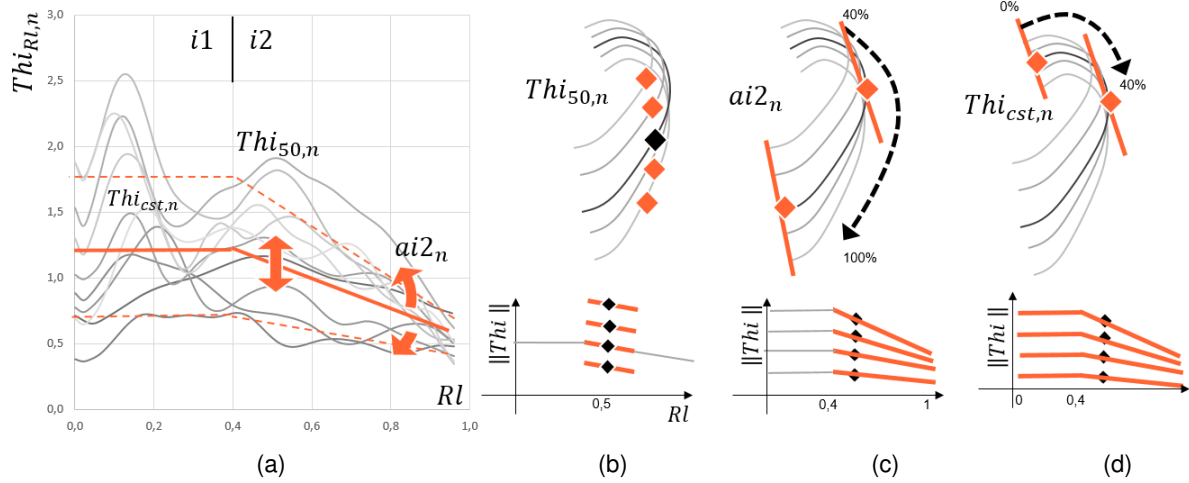 Thi_{Rl,n}
3,0
2,5
2,0
1,5
1,0
0,5
0,0
i1 i2
Thi_{50,n}
Thi_{cst,n}
ai2_n
Rl
0,0 0,2 0,4 0,6 0,8 1,0
(a)
Thi_{50,n}
‖Thi‖
0,5
Rl
(b)
40%
ai2_n
100%
‖Thi‖
0,4 1
(c)
0%
40%
Thi_{cst,n}
‖Thi‖
0 0,4
(d)